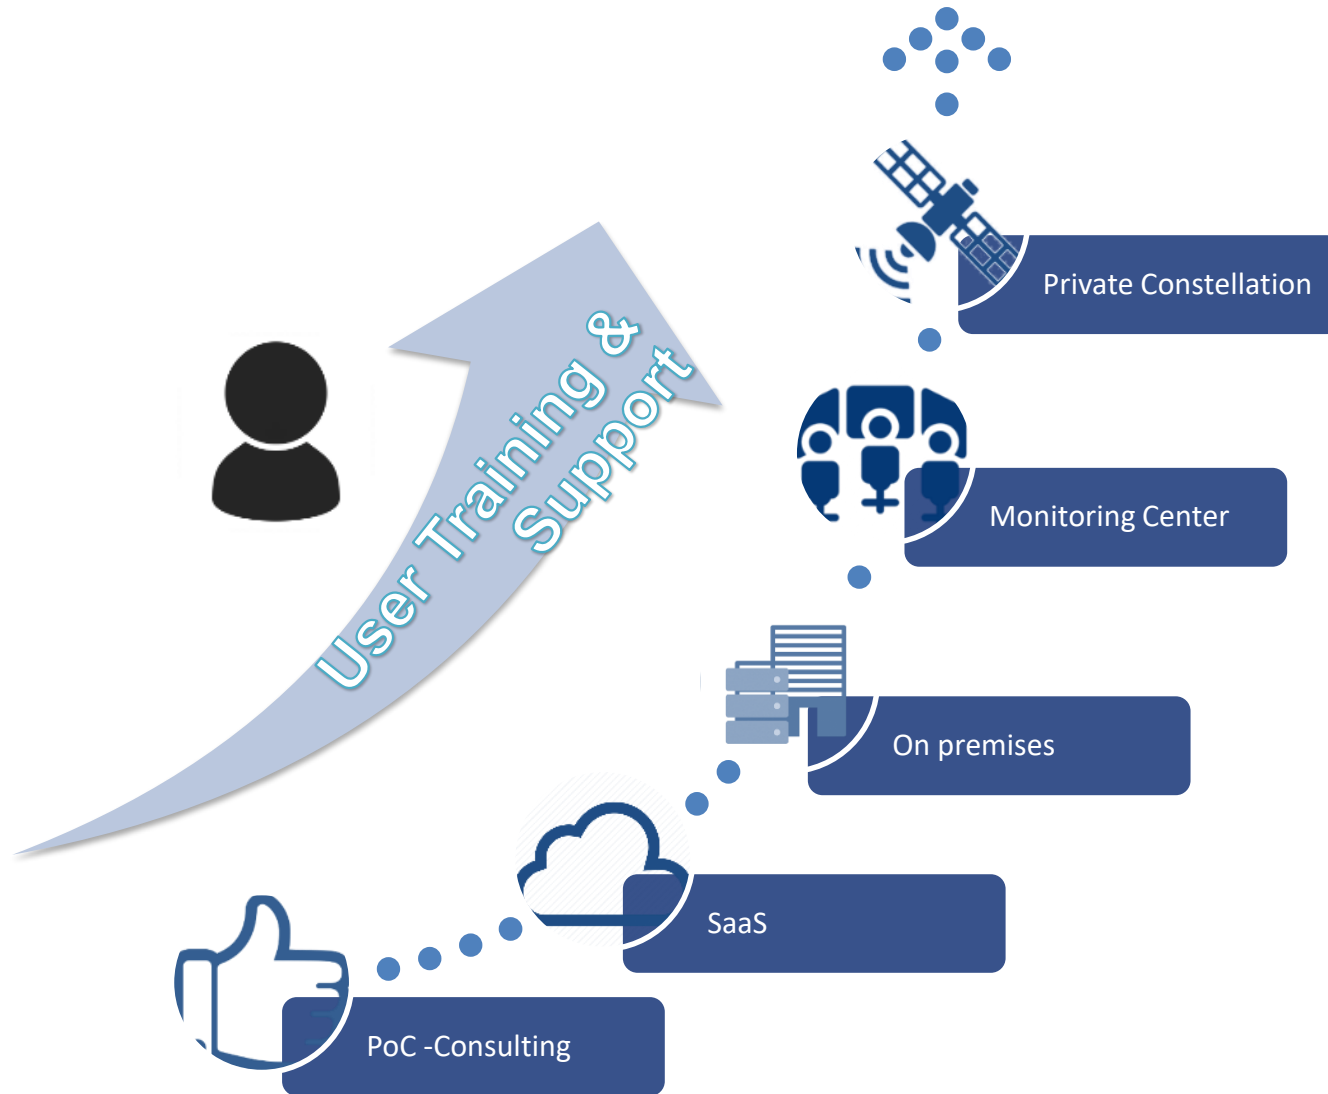 Private Constellation
User Training &
Support
Monitoring Center
On premises
SaaS
PoC -Consulting